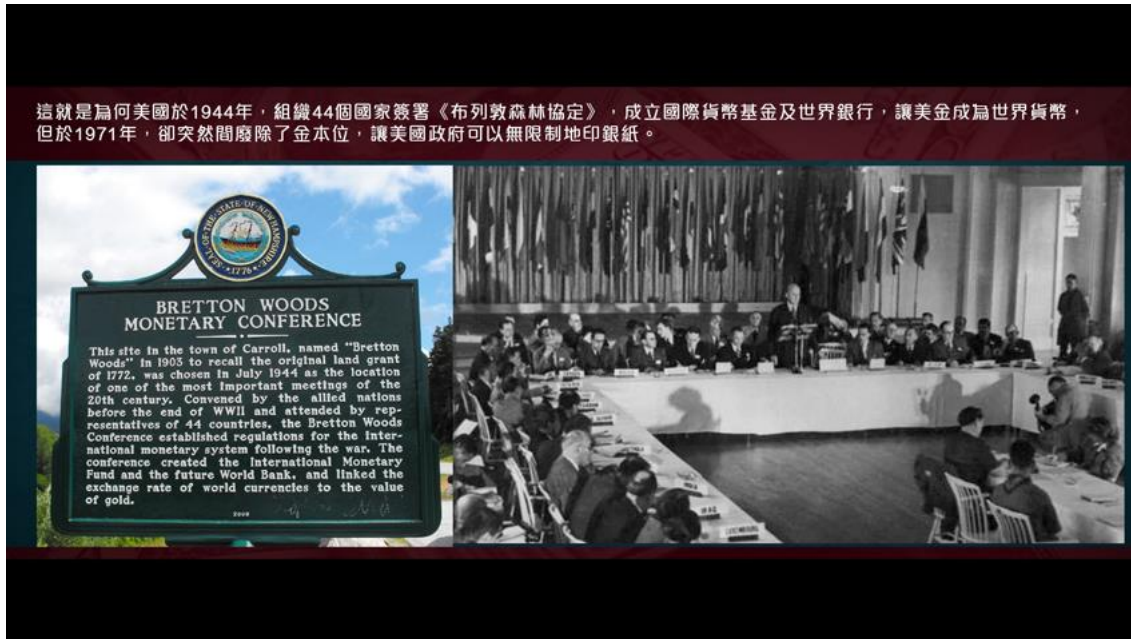 這就是為何美國於1944年，組織44個國家簽署《布列敦森林協定》，成立國際貨幣基金及世界銀行，讓美金成為世界貨幣，
但於1971年，卻突然間廢除了金本位，讓美國政府可以無限制地印銀紙。
SEAL·OF·THE·STATE·OF·NEW HAMPSHIRE
·1776·
BRETTON WOODS
MONETARY CONFERENCE
This site in the town of Carroll, named "Bretton
Woods" in 1903 to recall the original land grant
of 1772, was chosen in July 1944 as the location
of one of the most important meetings of the
20th century. Convened by the allied nations
before the end of WWII and attended by rep-
resentatives of 44 countries, the Bretton Woods
Conference established regulations for the inter-
national monetary system following the war. The
conference created the International Monetary
Fund and the future World Bank, and linked the
exchange rate of world currencies to the value
of gold.
IRAQ
LUXEMBOURG